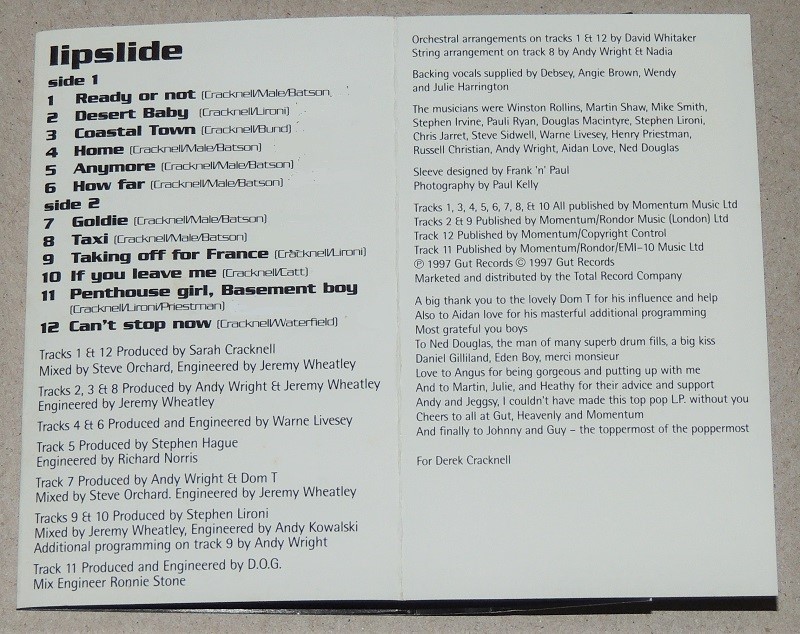 lipslide
side 1
1 Ready or not (Cracknell/Male/Batson
2 Desert Baby (Cracknell/Lironi)
3 Coastal Town (Cracknell/Bund)
4 Home (Cracknell/Male/Batson)
5 Anymore (Cracknell/Male/Batson)
6 How far (Cracknell/Male/Batson)
side 2
7 Goldie (Cracknell/Male/Batson)
8 Taxi (Cracknell/Male/Batson)
9 Taking off for France (Cracknell/Lironi)
10 If you leave me (Cracknell/Catt)
11 Penthouse girl, Basement boy
(Cracknell/Lironi/Priestman)
12 Can't stop now (Cracknell/Waterfield)
Tracks 1 & 12 Produced by Sarah Cracknell
Mixed by Steve Orchard, Engineered by Jeremy Wheatley
Tracks 2, 3 & 8 Produced by Andy Wright & Jeremy Wheatley
Engineered by Jeremy Wheatley
Tracks 4 & 6 Produced and Engineered by Warne Livesey
Track 5 Produced by Stephen Hague
Engineered by Richard Norris
Track 7 Produced by Andy Wright & Dom T
Mixed by Steve Orchard. Engineered by Jeremy Wheatley
Tracks 9 & 10 Produced by Stephen Lironi
Mixed by Jeremy Wheatley, Engineered by Andy Kowalski
Additional programming on track 9 by Andy Wright
Track 11 Produced and Engineered by D.O.G.
Mix Engineer Ronnie Stone
Orchestral arrangements on tracks 1 & 12 by David Whitaker
String arrangement on track 8 by Andy Wright & Nadia
Backing vocals supplied by Debsey, Angie Brown, Wendy
and Julie Harrington
The musicians were Winston Rollins, Martin Shaw, Mike Smith,
Stephen Irvine, Pauli Ryan, Douglas Macintyre, Stephen Lironi,
Chris Jarret, Steve Sidwell, Warne Livesey, Henry Priestman,
Russell Christian, Andy Wright, Aidan Love, Ned Douglas
Sleeve designed by Frank 'n' Paul
Photography by Paul Kelly
Tracks 1, 3, 4, 5, 6, 7, 8, & 10 All published by Momentum Music Ltd
Tracks 2 & 9 Published by Momentum/Rondor Music (London) Ltd
Track 12 Published by Momentum/Copyright Control
Track 11 Published by Momentum/Rondor/EMI-10 Music Ltd
℗ 1997 Gut Records © 1997 Gut Records
Marketed and distributed by the Total Record Company
A big thank you to the lovely Dom T for his influence and help
Also to Aidan love for his masterful additional programming
Most grateful you boys
To Ned Douglas, the man of many superb drum fills, a big kiss
Daniel Gilliland, Eden Boy, merci monsieur
Love to Angus for being gorgeous and putting up with me
And to Martin, Julie, and Heathy for their advice and support
Andy and Jeggsy, I couldn't have made this top pop L.P. without you
Cheers to all at Gut, Heavenly and Momentum
And finally to Johnny and Guy – the toppermost of the poppermost
For Derek Cracknell